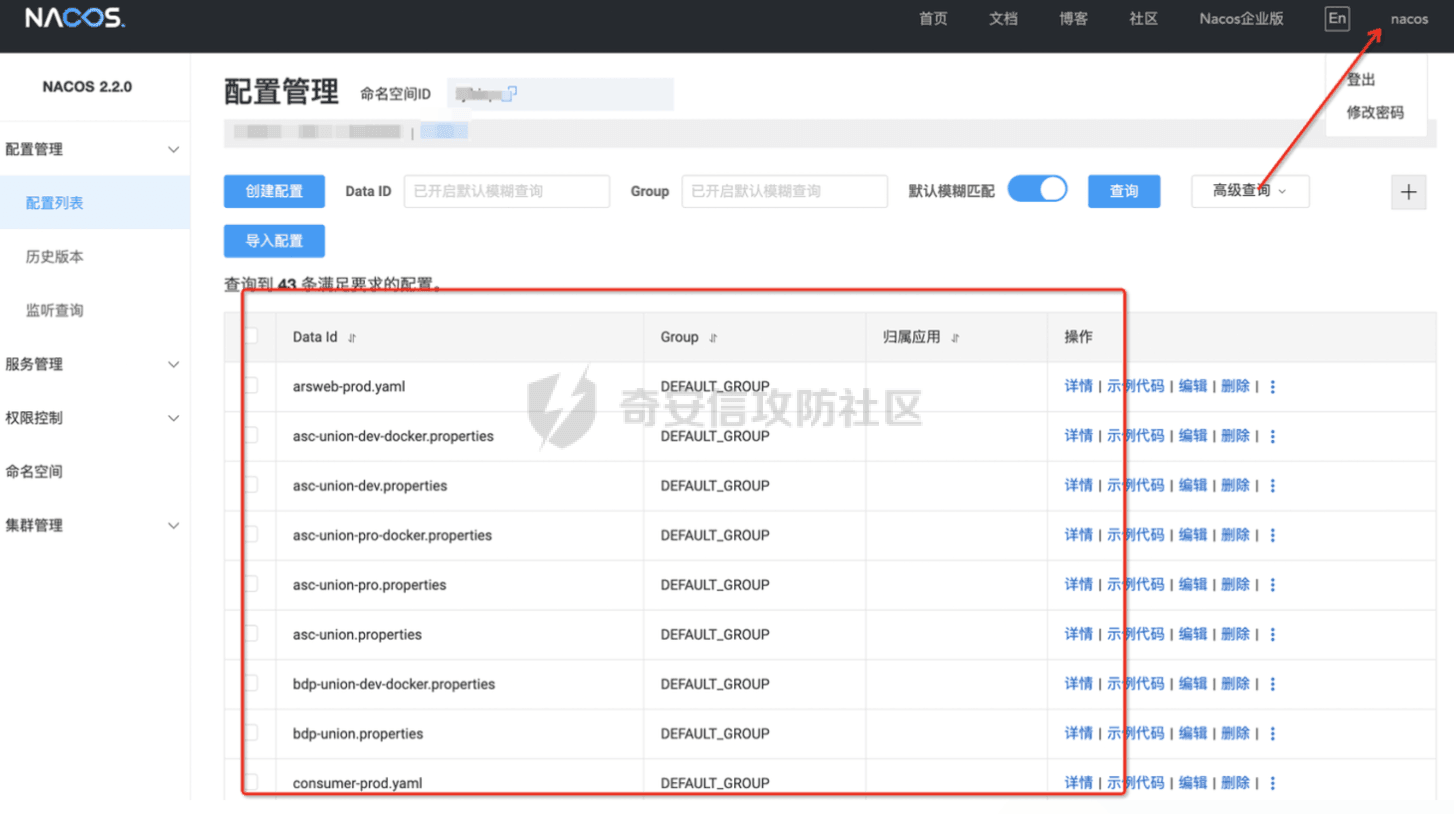 NACOS.
首页 文档 博客 社区 Nacos企业版 En nacos
登出
修改密码
NACOS 2.2.0
配置管理
配置列表
历史版本
监听查询
服务管理
权限控制
命名空间
集群管理
配置管理 命名空间ID
|
创建配置 Data ID 已开启默认模糊查询 Group 已开启默认模糊查询 默认模糊匹配 查询 高级查询
导入配置
查询到 43 条满足要求的配置。
Data Id Group 归属应用 操作
arsweb-prod.yaml DEFAULT_GROUP 详情 | 示例代码 | 编辑 | 删除 |
asc-union-dev-docker.properties DEFAULT_GROUP 详情 | 示例代码 | 编辑 | 删除 |
asc-union-dev.properties DEFAULT_GROUP 详情 | 示例代码 | 编辑 | 删除 |
asc-union-pro-docker.properties DEFAULT_GROUP 详情 | 示例代码 | 编辑 | 删除 |
asc-union-pro.properties DEFAULT_GROUP 详情 | 示例代码 | 编辑 | 删除 |
asc-union.properties DEFAULT_GROUP 详情 | 示例代码 | 编辑 | 删除 |
bdp-union-dev-docker.properties DEFAULT_GROUP 详情 | 示例代码 | 编辑 | 删除 |
bdp-union.properties DEFAULT_GROUP 详情 | 示例代码 | 编辑 | 删除 |
consumer-prod.yaml DEFAULT_GROUP 详情 | 示例代码 | 编辑 | 删除 |
奇安信攻防社区